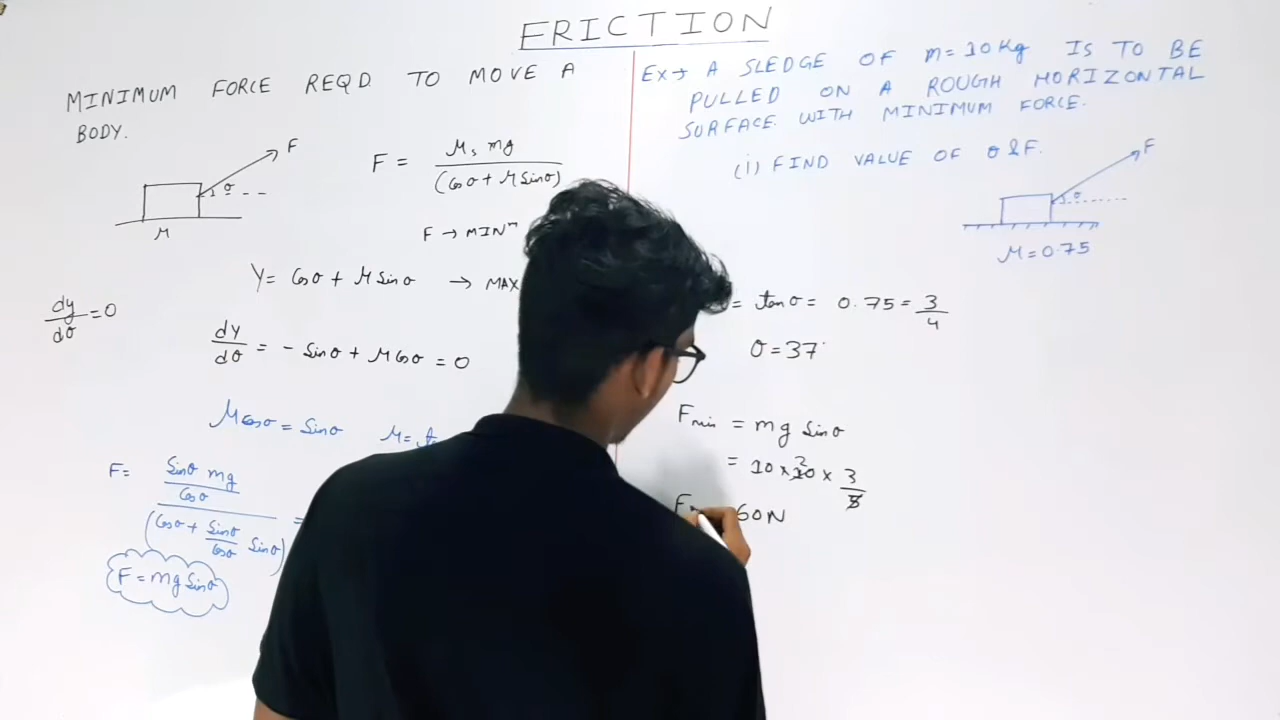 FRICTION
MINIMUM FORCE REQD TO MOVE A
BODY.
F
θ
μ
F = μs mg / (Cosθ + μ Sinθ)
F → MINm
Y = Cosθ + μ Sinθ → MAX
dy/dθ = 0
dy/dθ = - Sinθ + μ Cosθ = 0
μ Cosθ = Sinθ μ =
F = Sinθ/Cosθ mg / (Cosθ + Sinθ/Cosθ Sinθ) =
F = mg Sinθ
Ex→ A SLEDGE OF m = 10 Kg IS TO BE
PULLED ON A ROUGH HORIZONTAL
SURFACE WITH MINIMUM FORCE.
(i) FIND VALUE OF θ & F.
F
θ
μ = 0.75
= tanθ = 0.75 = 3/4
θ = 37°
Fmin = mg Sinθ
= 10 × 10 2 × 3/5
F 60N